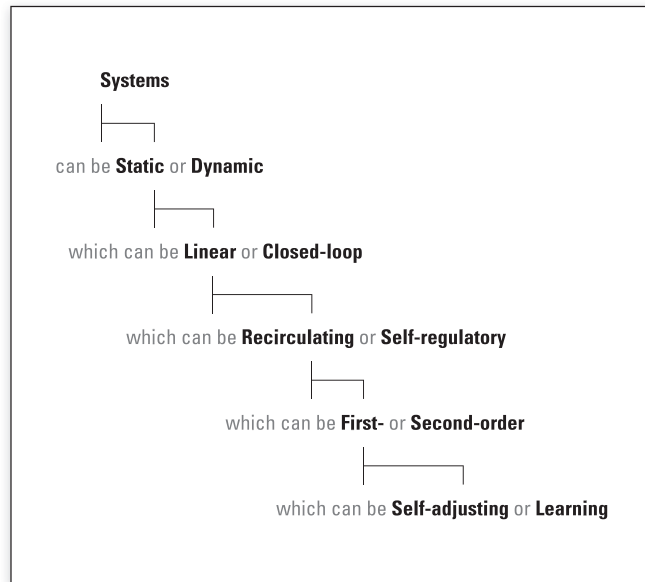 Systems
can be Static or Dynamic
which can be Linear or Closed-loop
which can be Recirculating or Self-regulatory
which can be First- or Second-order
which can be Self-adjusting or Learning